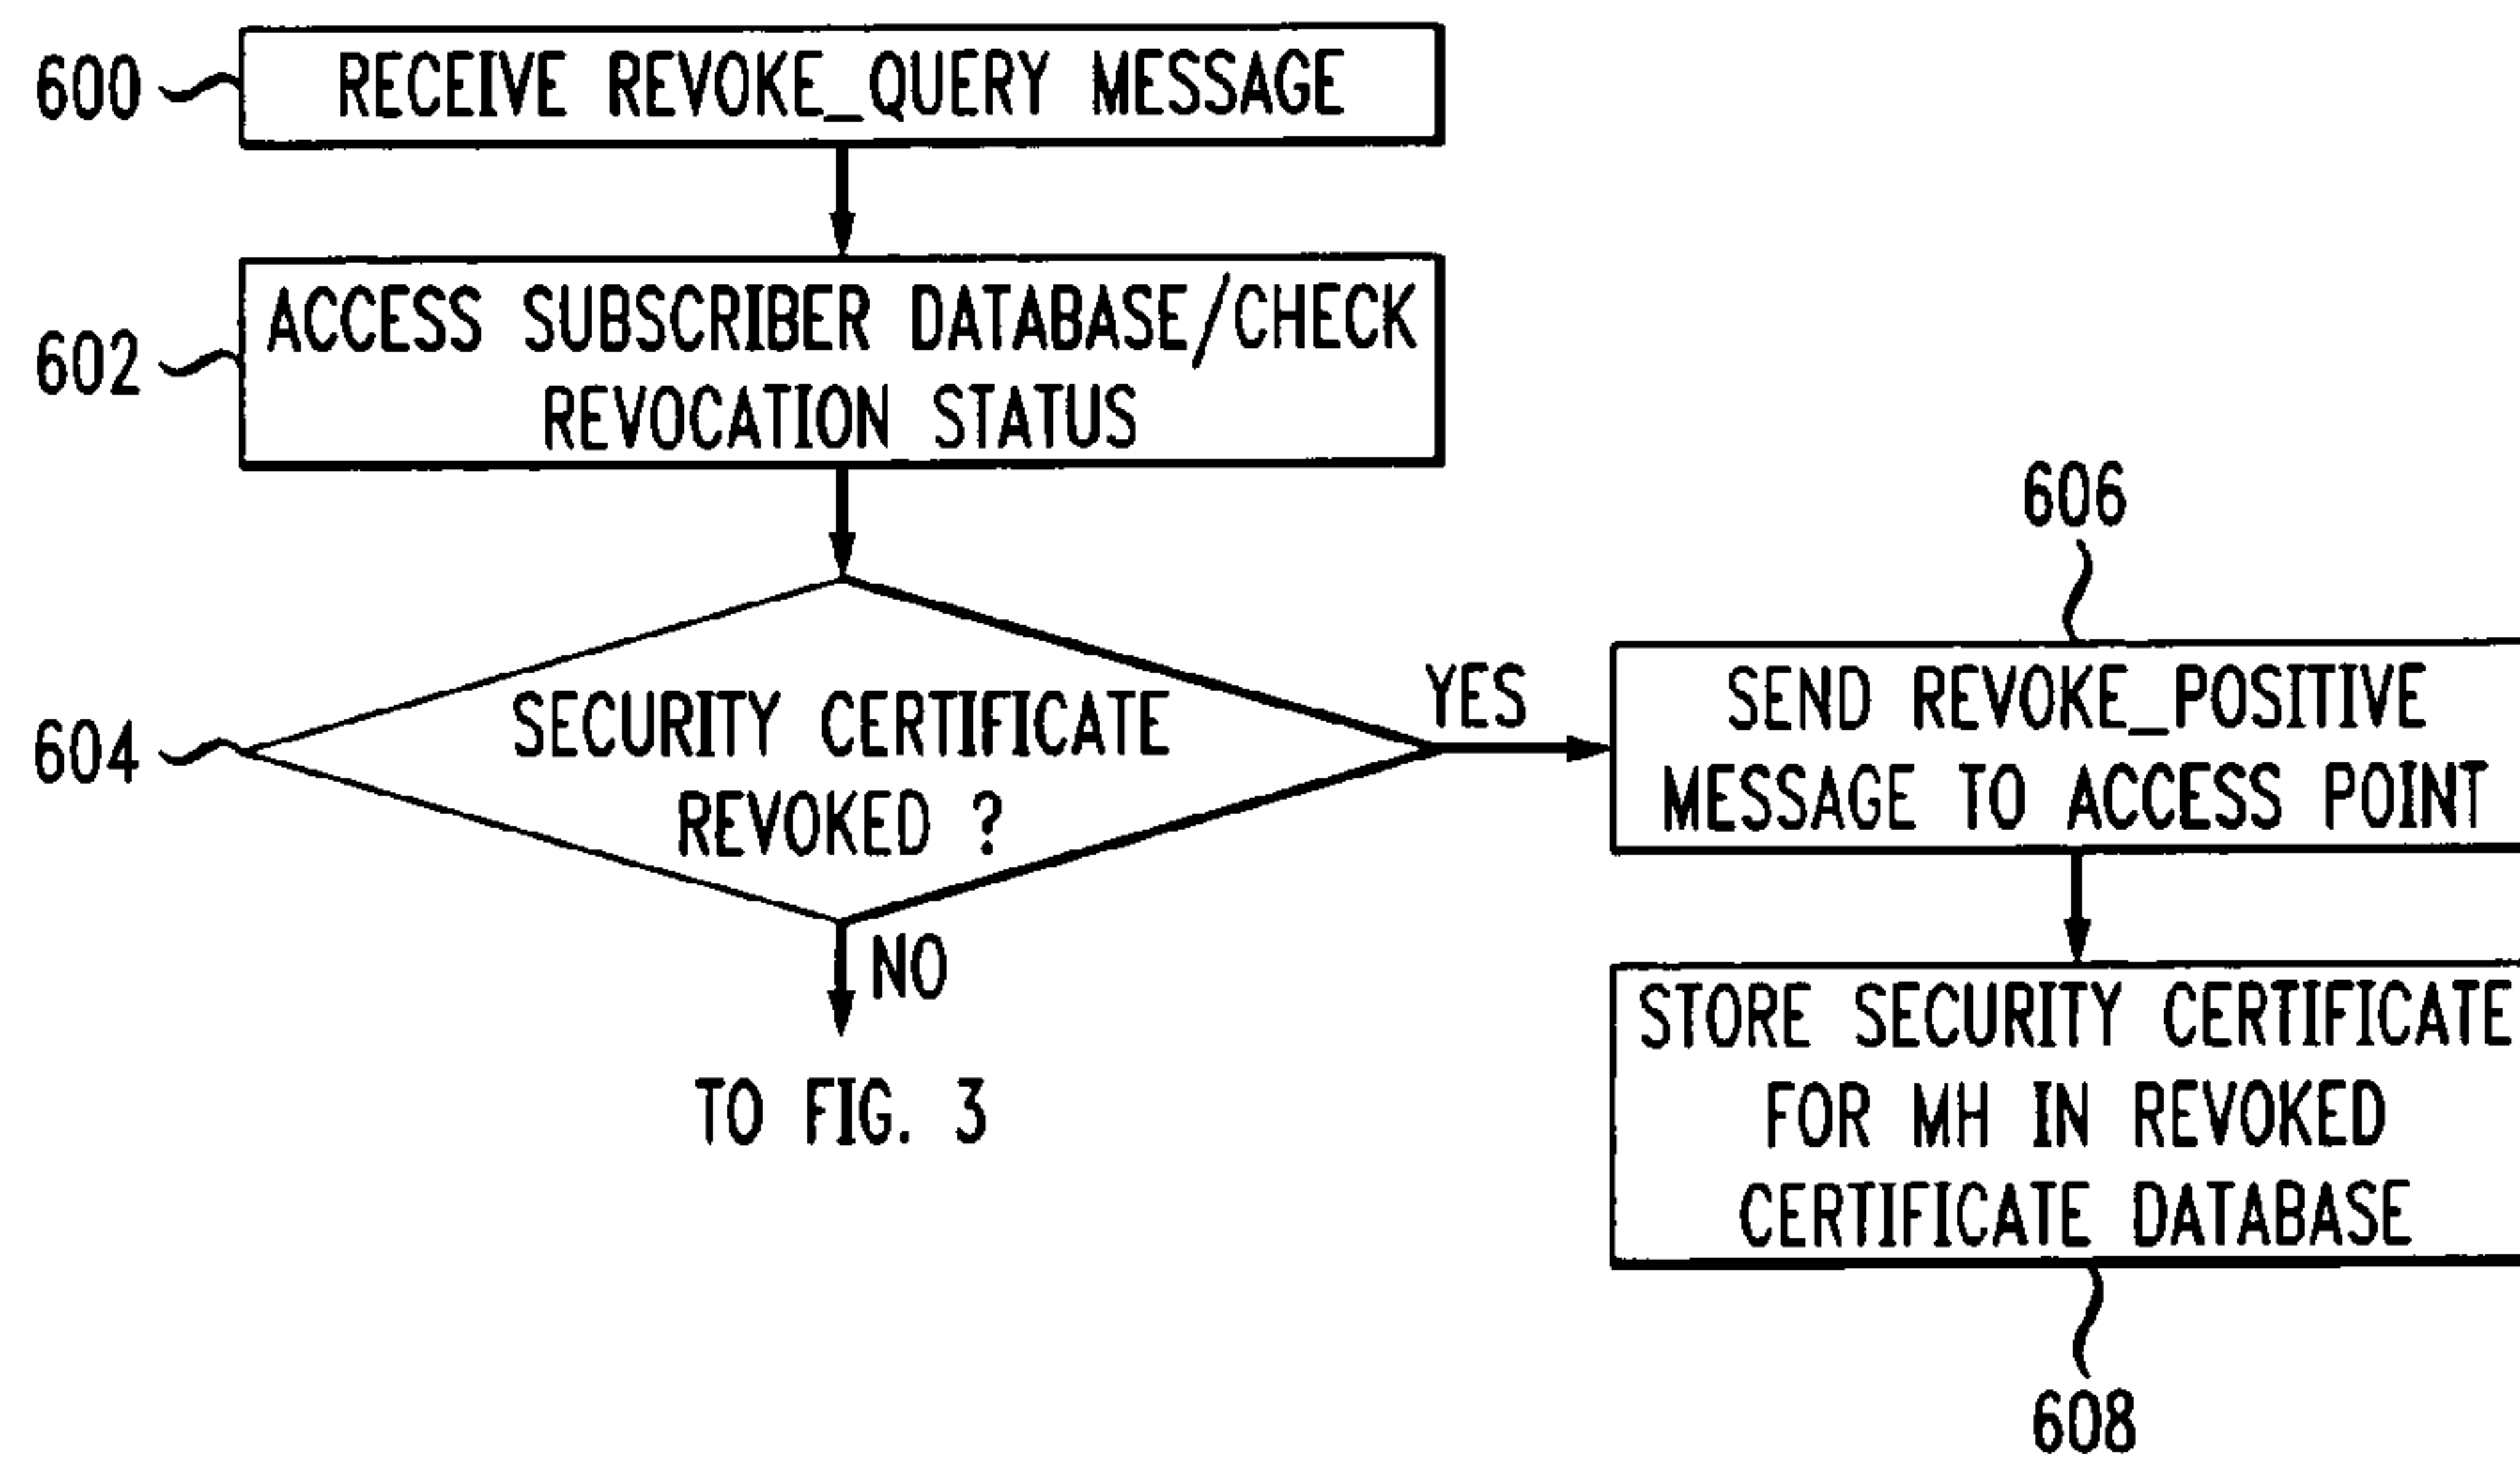 600
RECEIVE REVOKE_QUERY MESSAGE
602
ACCESS SUBSCRIBER DATABASE/CHECK
REVOCATION STATUS
604
SECURITY CERTIFICATE
REVOKED ?
YES
NO
TO FIG. 3
606
SEND REVOKE_POSITIVE
MESSAGE TO ACCESS POINT
STORE SECURITY CERTIFICATE
FOR MH IN REVOKED
CERTIFICATE DATABASE
608